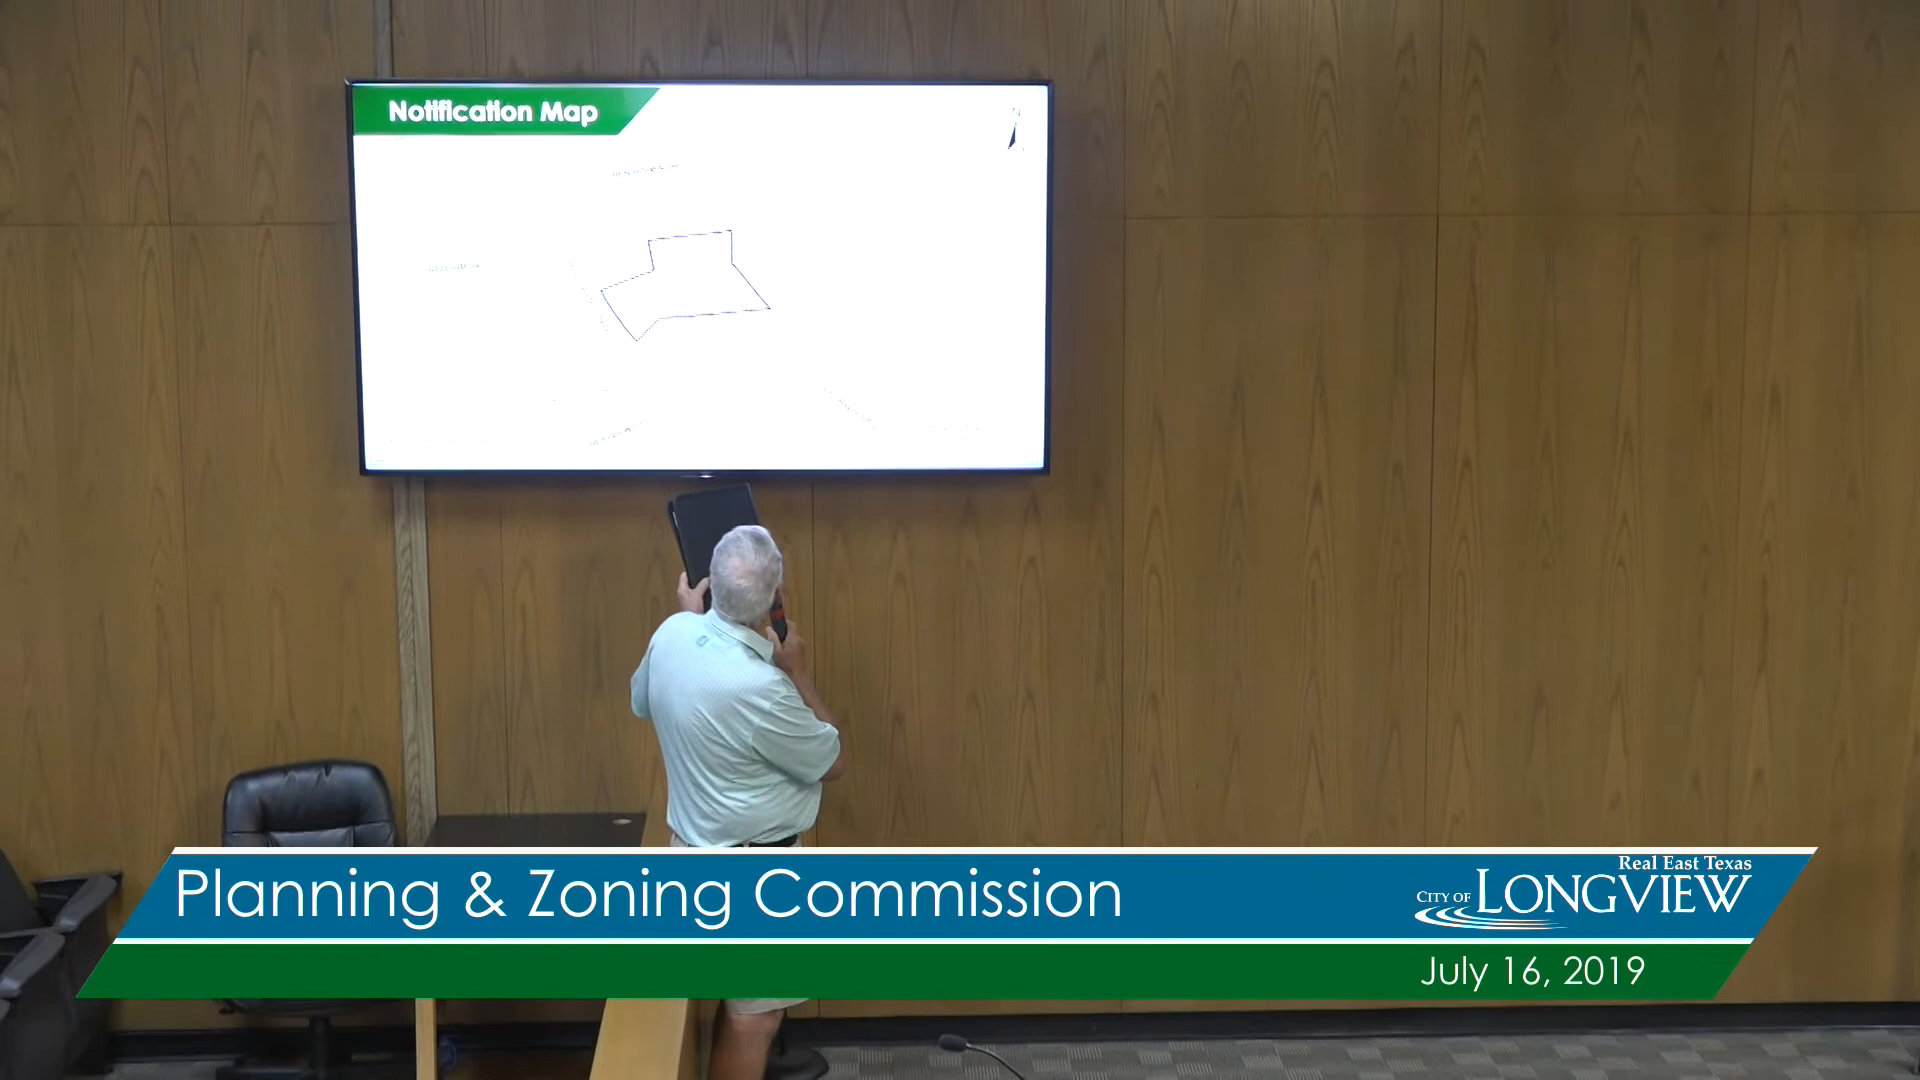 Notification Map
Planning & Zoning Commission
Real East Texas
CITY OF LONGVIEW
July 16, 2019